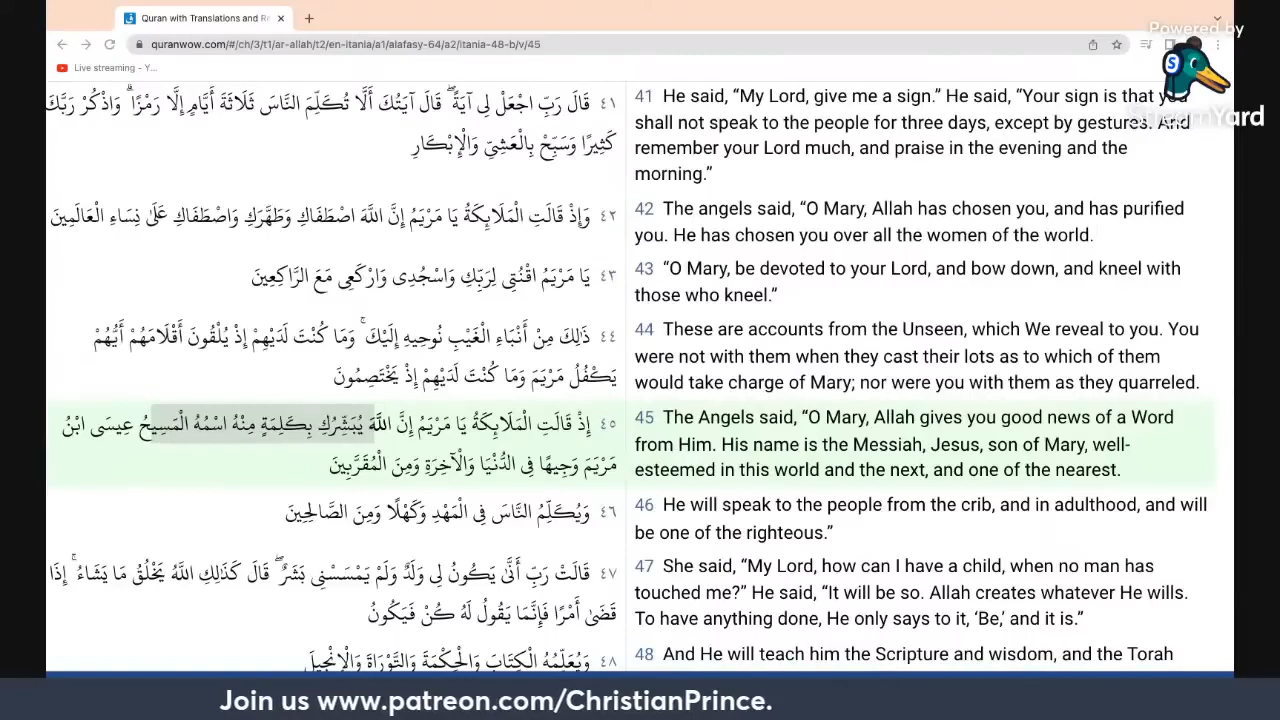 Quran with Translations and Re
quranwow.com/#/ch/3/t1/ar-allah/t2/en-itania/a1/alafasy-64/a2/itania-48-b/v/45
Live streaming - Y...
Powered by
StreamYard
٤١ قَالَ رَبِّ اجْعَل لِي آيَةً ۖ قَالَ آيَتُكَ أَلَّا تُكَلِّمَ النَّاسَ ثَلَاثَةَ أَيَّامٍ إِلَّا رَمْزًا ۗ وَاذْكُرْ رَبَّكَ
كَثِيرًا وَسَبِّحْ بِالْعَشِيِّ وَالْإِبْكَارِ
٤٢ وَإِذْ قَالَتِ الْمَلَائِكَةُ يَا مَرْيَمُ إِنَّ اللَّهَ اصْطَفَاكِ وَطَهَّرَكِ وَاصْطَفَاكِ عَلَىٰ نِسَاءِ الْعَالَمِينَ
٤٣ يَا مَرْيَمُ اقْنُتِي لِرَبِّكِ وَاسْجُدِي وَارْكَعِي مَعَ الرَّاكِعِينَ
٤٤ ذَٰلِكَ مِنْ أَنْبَاءِ الْغَيْبِ نُوحِيهِ إِلَيْكَ ۚ وَمَا كُنْتَ لَدَيْهِمْ إِذْ يُلْقُونَ أَقْلَامَهُمْ أَيُّهُمْ
يَكْفُلُ مَرْيَمَ وَمَا كُنْتَ لَدَيْهِمْ إِذْ يَخْتَصِمُونَ
٤٥ إِذْ قَالَتِ الْمَلَائِكَةُ يَا مَرْيَمُ إِنَّ اللَّهَ يُبَشِّرُكِ بِكَلِمَةٍ مِنْهُ اسْمُهُ الْمَسِيحُ عِيسَى ابْنُ
مَرْيَمَ وَجِيهًا فِي الدُّنْيَا وَالْآخِرَةِ وَمِنَ الْمُقَرَّبِينَ
٤٦ وَيُكَلِّمُ النَّاسَ فِي الْمَهْدِ وَكَهْلًا وَمِنَ الصَّالِحِينَ
٤٧ قَالَتْ رَبِّ أَنَّىٰ يَكُونُ لِي وَلَدٌ وَلَمْ يَمْسَسْنِي بَشَرٌ ۖ قَالَ كَذَٰلِكِ اللَّهُ يَخْلُقُ مَا يَشَاءُ ۚ إِذَا
قَضَىٰ أَمْرًا فَإِنَّمَا يَقُولُ لَهُ كُنْ فَيَكُونُ
٤٨ وَيُعَلِّمُهُ الْكِتَابَ وَالْحِكْمَةَ وَالتَّوْرَاةَ وَالْإِنْجِيلَ
41 He said, “My Lord, give me a sign.” He said, “Your sign is that you
shall not speak to the people for three days, except by gestures. And
remember your Lord much, and praise in the evening and the
morning.”
42 The angels said, “O Mary, Allah has chosen you, and has purified
you. He has chosen you over all the women of the world.
43 “O Mary, be devoted to your Lord, and bow down, and kneel with
those who kneel.”
44 These are accounts from the Unseen, which We reveal to you. You
were not with them when they cast their lots as to which of them
would take charge of Mary; nor were you with them as they quarreled.
45 The Angels said, “O Mary, Allah gives you good news of a Word
from Him. His name is the Messiah, Jesus, son of Mary, well-
esteemed in this world and the next, and one of the nearest.
46 He will speak to the people from the crib, and in adulthood, and will
be one of the righteous.”
47 She said, “My Lord, how can I have a child, when no man has
touched me?” He said, “It will be so. Allah creates whatever He wills.
To have anything done, He only says to it, ‘Be,’ and it is.”
48 And He will teach him the Scripture and wisdom, and the Torah
Join us www.patreon.com/ChristianPrince.